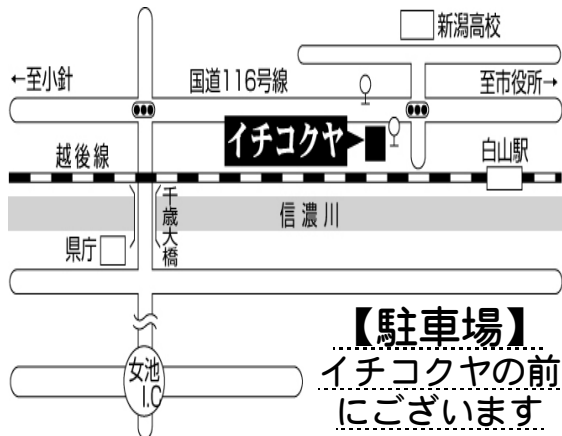 新潟高校
←至小針
国道116号線
至市役所→
イチコクヤ
越後線
白山駅
千歳大橋
信濃川
県庁
女池
I.C
【駐車場】
イチコクヤの前
にございます